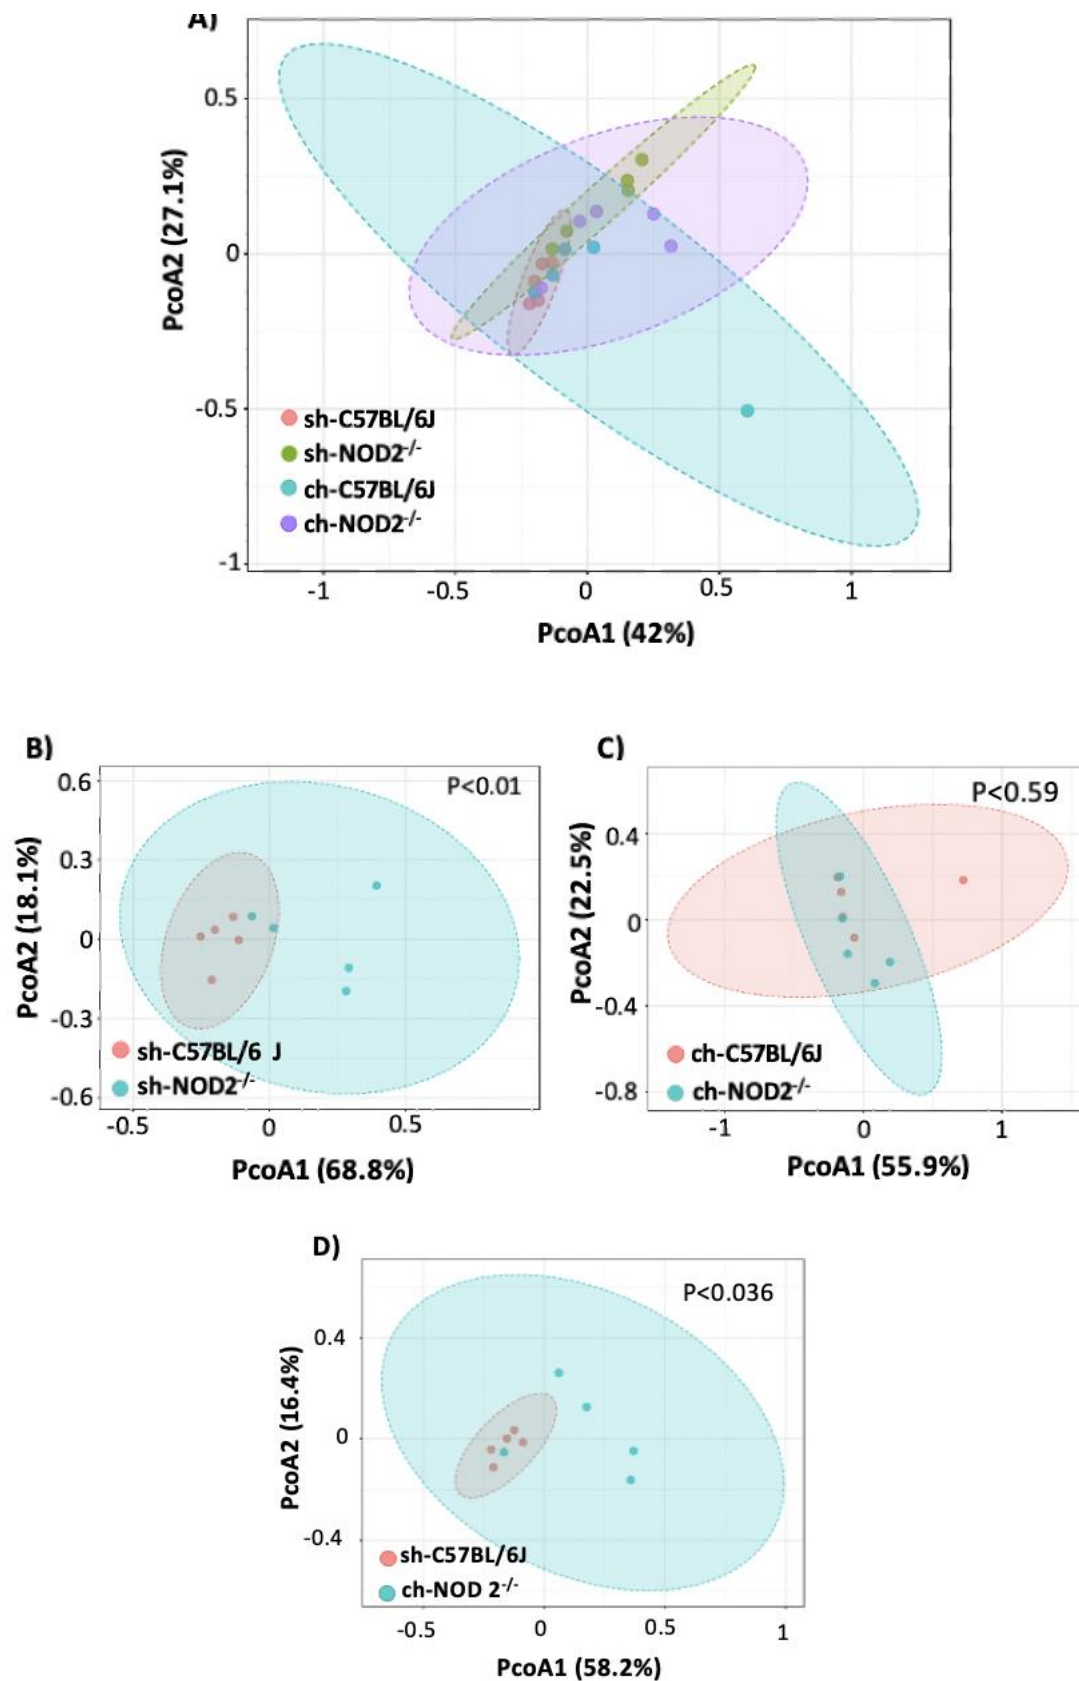 A)
PcoA2 (27.1%)
0.5
0
-0.5
-1
sh-C57BL/6J
sh-NOD2-/-
ch-C57BL/6J
ch-NOD2-/-
-1 -0.5 0 0.5 1
PcoA1 (42%)
B)
P<0.01
PcoA2 (18.1%)
0.6
0.3
0
-0.3
-0.6
sh-C57BL/6 J
sh-NOD2-/-
-0.5 0 0.5
PcoA1 (68.8%)
C)
P<0.59
PcoA2 (22.5%)
0.4
0
-0.4
-0.8
ch-C57BL/6J
ch-NOD2-/-
-1 0 1
PcoA1 (55.9%)
D)
P<0.036
PcoA2 (16.4%)
0.4
0
-0.4
sh-C57BL/6J
ch-NOD 2-/-
-0.5 0 0.5 1
PcoA1 (58.2%)